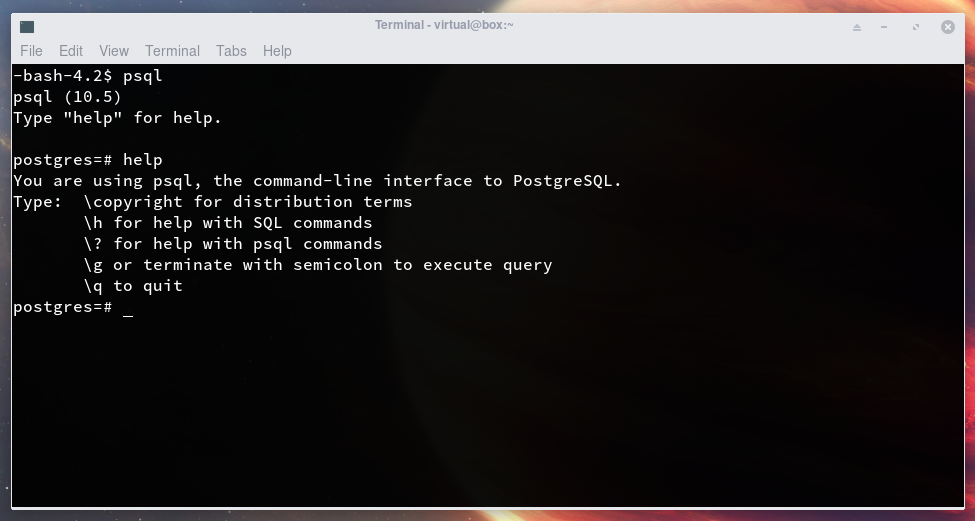 Terminal - virtual@box:~
File Edit View Terminal Tabs Help
-bash-4.2$ psql
psql (10.5)
Type "help" for help.
postgres=# help
You are using psql, the command-line interface to PostgreSQL.
Type:  \copyright for distribution terms
       \h for help with SQL commands
       \? for help with psql commands
       \g or terminate with semicolon to execute query
       \q to quit
postgres=# _